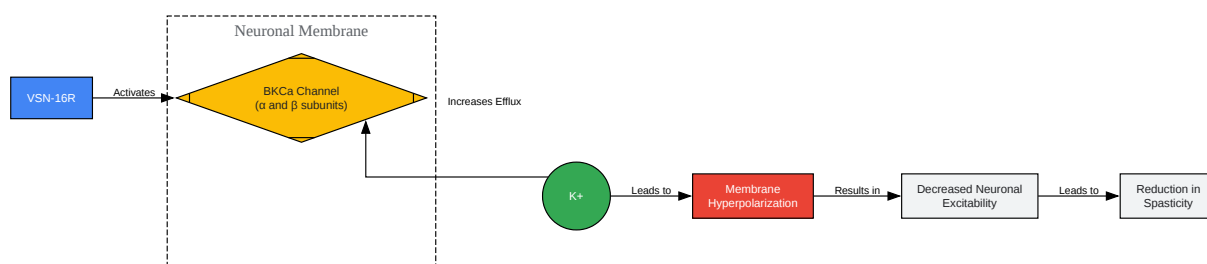 Neuronal Membrane
VSN-16R
Activates
BKCa Channel
(α and β subunits)
Increases Efflux
K+
Leads to
Membrane
Hyperpolarization
Results in
Decreased Neuronal
Excitability
Leads to
Reduction in
Spasticity